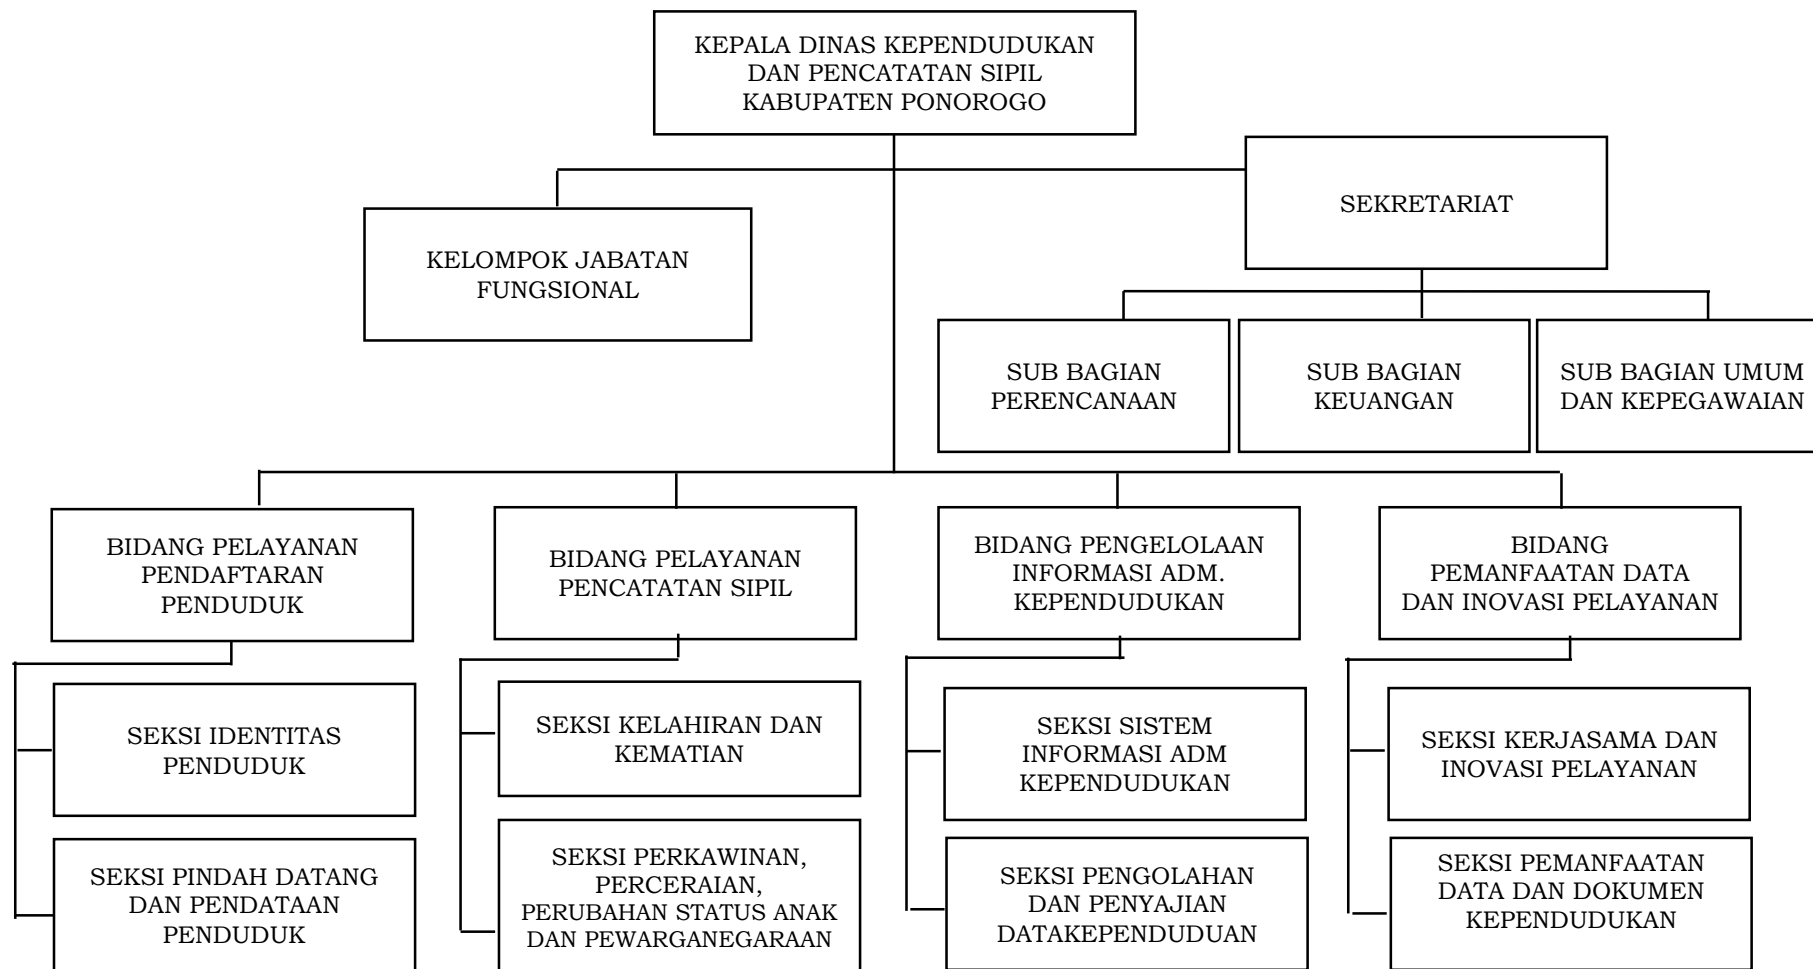 KEPALA DINAS KEPENDUDUKAN
DAN PENCATATAN SIPIL
KABUPATEN PONOROGO
SEKRETARIAT
KELOMPOK JABATAN
FUNGSIONAL
SUB BAGIAN
PERENCANAAN
SUB BAGIAN
KEUANGAN
SUB BAGIAN UMUM
DAN KEPEGAWAIAN
BIDANG PELAYANAN
PENDAFTARAN
PENDUDUK
BIDANG PELAYANAN
PENCATATAN SIPIL
BIDANG PENGELOLAAN
INFORMASI ADM.
KEPENDUDUKAN
BIDANG
PEMANFAATAN DATA
DAN INOVASI PELAYANAN
SEKSI IDENTITAS
PENDUDUK
SEKSI KELAHIRAN DAN
KEMATIAN
SEKSI SISTEM
INFORMASI ADM
KEPENDUDUKAN
SEKSI KERJASAMA DAN
INOVASI PELAYANAN
SEKSI PINDAH DATANG
DAN PENDATAAN
PENDUDUK
SEKSI PERKAWINAN,
PERCERAIAN,
PERUBAHAN STATUS ANAK
DAN PEWARGANEGARAAN
SEKSI PENGOLAHAN
DAN PENYAJIAN
DATAKEPENDUDUAN
SEKSI PEMANFAATAN
DATA DAN DOKUMEN
KEPENDUDUKAN